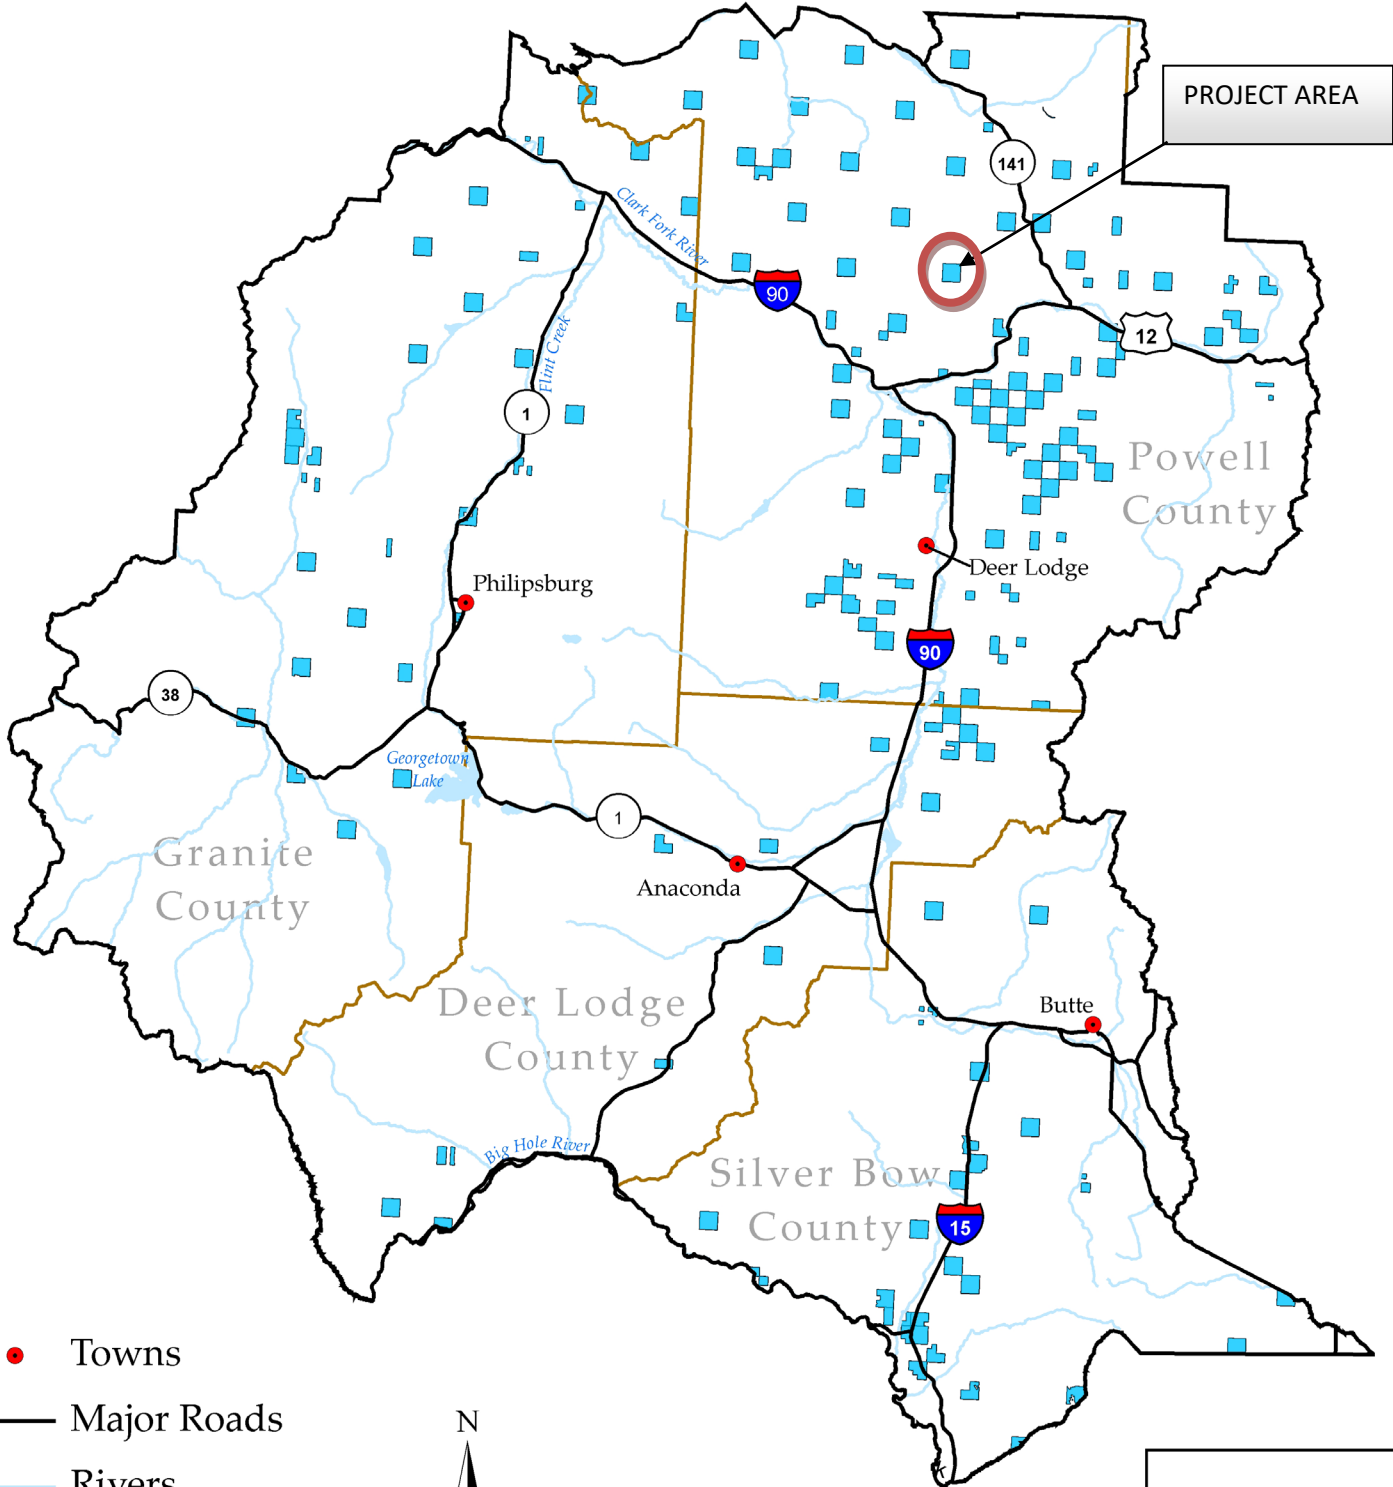 PROJECT AREA
141
Clark Fork River
90
12
Flint Creek
1
Powell
County
Deer Lodge
Philipsburg
90
38
Georgetown
Lake
1
Granite
County
Anaconda
Deer Lodge
County
Butte
Big Hole River
Silver Bow
County
15
Towns
Major Roads
N
Rivers